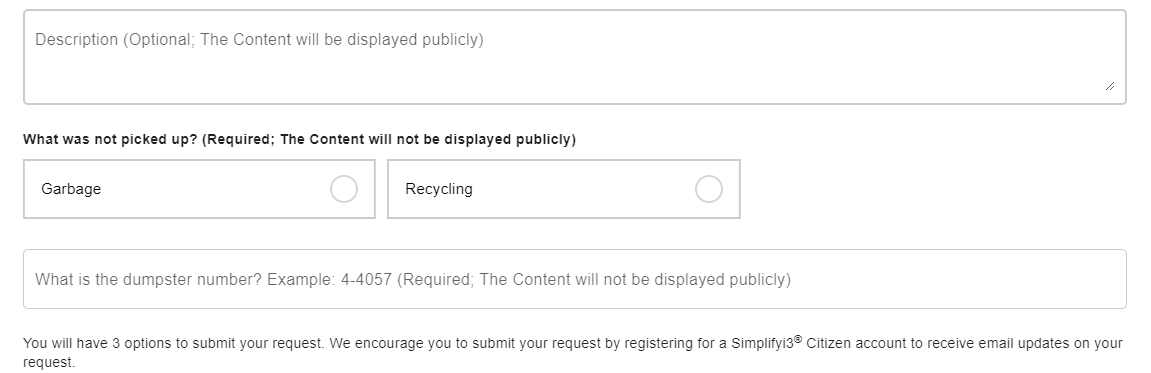 Description (Optional; The Content will be displayed publicly)
What was not picked up? (Required; The Content will not be displayed publicly)
Garbage
Recycling
What is the dumpster number? Example: 4-4057 (Required; The Content will not be displayed publicly)
You will have 3 options to submit your request. We encourage you to submit your request by registering for a Simplifyi3® Citizen account to receive email updates on your
request.